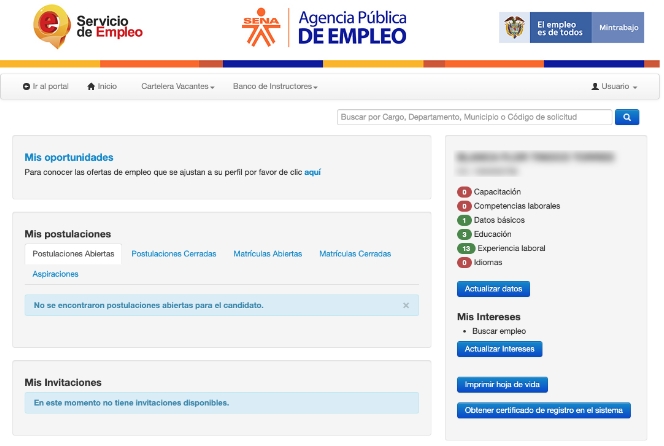 Servicio
de Empleo
SENA
Agencia Pública
DE EMPLEO
El empleo
es de todos
Mintrabajo
Ir al portal
Inicio
Cartelera Vacantes
Banco de Instructores
Usuario
Buscar por Cargo, Departamento, Municipio o Código de solicitud
Mis oportunidades
Para conocer las ofertas de empleo que se ajustan a su perfil por favor de clic aquí
Mis postulaciones
Postulaciones Abiertas
Postulaciones Cerradas
Matrículas Abiertas
Matrículas Cerradas
Aspiraciones
No se encontraron postulaciones abiertas para el candidato.
×
Mis Invitaciones
En este momento no tiene invitaciones disponibles.
0 Capacitación
0 Competencias laborales
1 Datos básicos
3 Educación
13 Experiencia laboral
0 Idiomas
Actualizar datos
Mis Intereses
• Buscar empleo
Actualizar Intereses
Imprimir hoja de vida
Obtener certificado de registro en el sistema